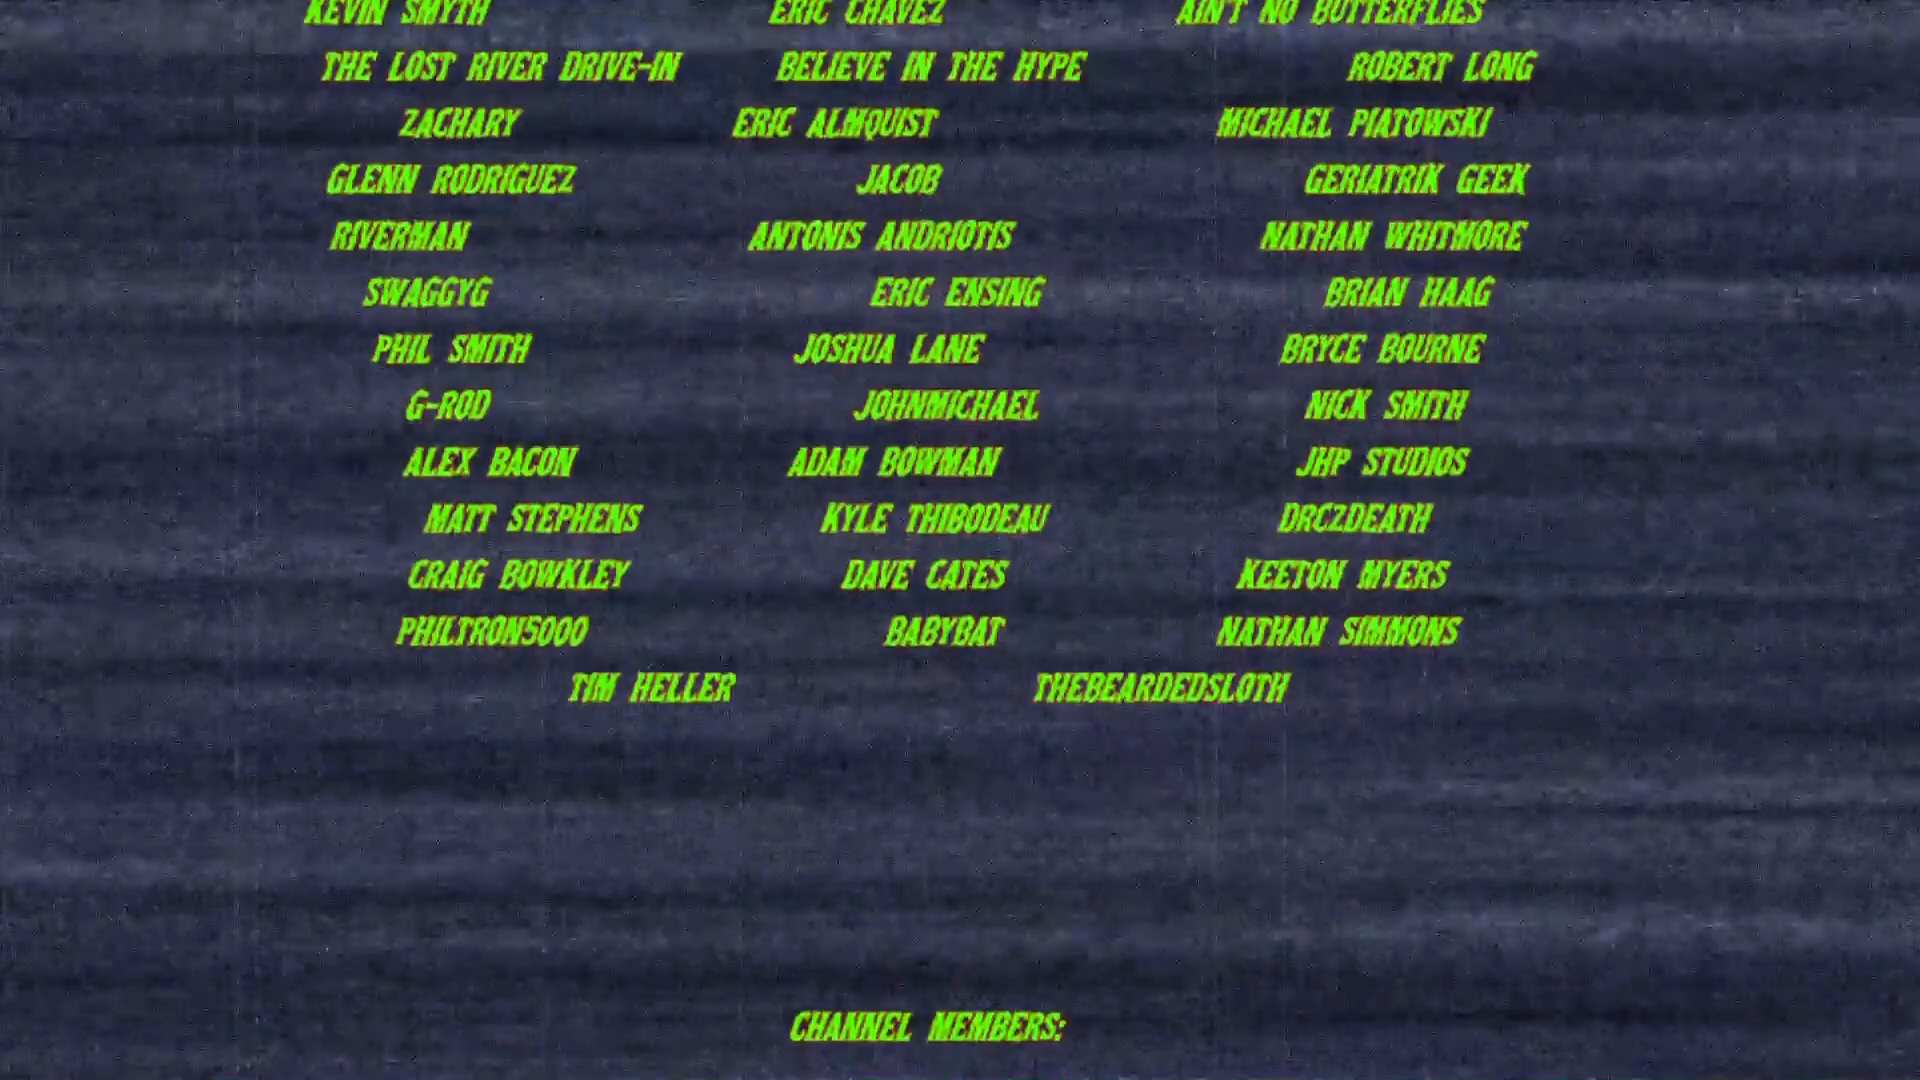 KEVIN SMYTH ERIC CHAVEZ AIN'T NO BUTTERFLIES
THE LOST RIVER DRIVE-IN BELIEVE IN THE HYPE ROBERT LONG
ZACHARY ERIC ALMQUIST MICHAEL PIATOWSKI
GLENN RODRIGUEZ JACOB GERIATRIK GEEK
RIVERMAN ANTONIS ANDRIOTIS NATHAN WHITMORE
SWAGGYG ERIC ENSING BRIAN HAAG
PHIL SMITH JOSHUA LANE BRYCE BOURNE
G-ROD JOHNMICHAEL NICK SMITH
ALEX BACON ADAM BOWMAN JHP STUDIOS
MATT STEPHENS KYLE THIBODEAU DRCZDEATH
CRAIG BOWKLEY DAVE CATES KEETON MYERS
PHILTRON5000 BABYBAT NATHAN SIMMONS
TIM HELLER THEBEARDEDSLOTH
CHANNEL MEMBERS: